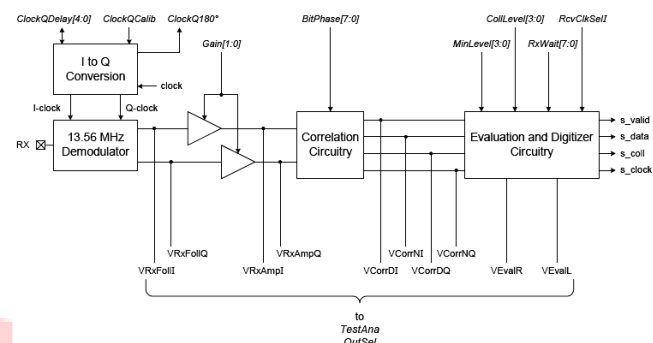 ClockQDelay[4:0] ClockQCalib ClockQ180° BitPhase[7:0] CollLevel[3:0] RcvClkSelI
Gain[1:0] MinLevel[3:0] RxWait[7:0]
I to Q
Conversion
clock
I-clock Q-clock
RX
13.56 MHz
Demodulator
Correlation
Circuitry
Evaluation and Digitizer
Circuitry
s_valid
s_data
s_coll
s_clock
VRxFollQ VRxAmpQ VCorrNI VCorrNQ
VRxFollI VRxAmpI VCorrDI VCorrDQ VEvalR VEvalL
to
TestAna
OutSel